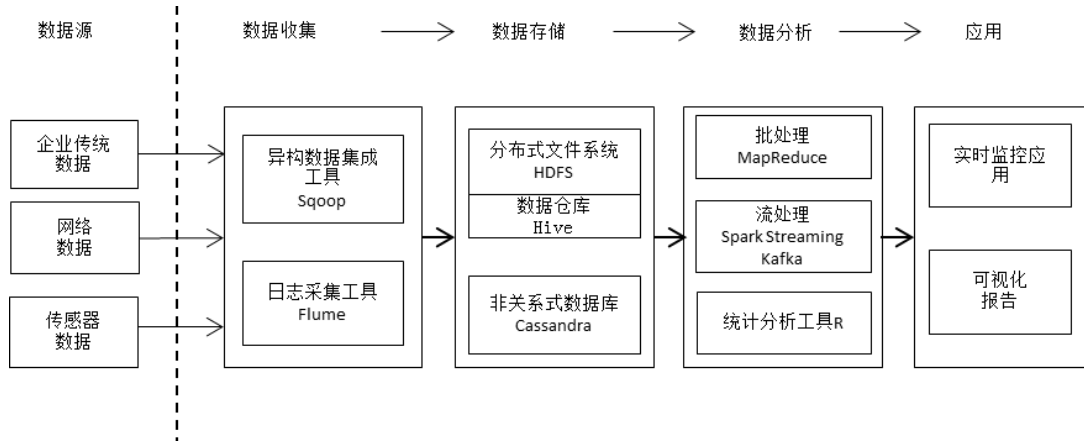 数据源
数据收集
数据存储
数据分析
应用
企业传统
数据
网络
数据
传感器
数据
异构数据集成
工具
Sqoop
日志采集工具
Flume
分布式文件系统
HDFS
数据仓库
Hive
非关系式数据库
Cassandra
批处理
MapReduce
流处理
Spark Streaming
Kafka
统计分析工具R
实时监控应
用
可视化
报告